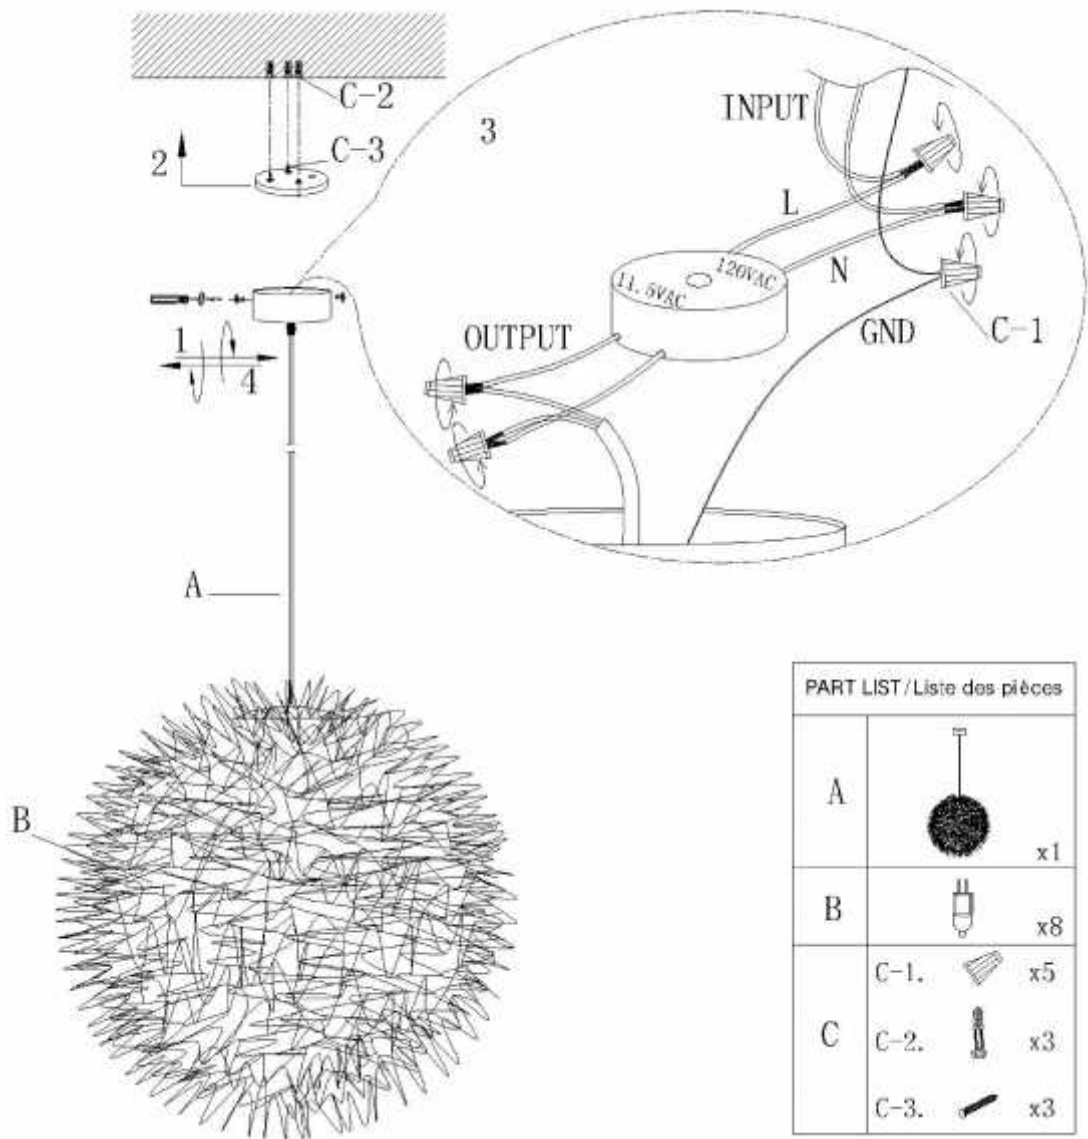 C-2
3
INPUT
C-3
2
L
120VAC
11.5VAC
N
C-1
GND
OUTPUT
1
4
A
B
PART LIST/Liste des pièces
A
x1
B
x8
C
C-1. x5
C-2. x3
C-3. x3